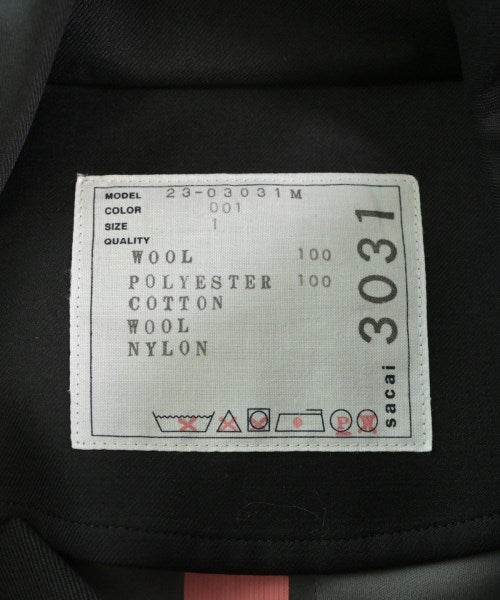 MODEL 23-03031M
COLOR 001
SIZE 1
QUALITY
WOOL 100
POLYESTER 100
COTTON
WOOL
NYLON
P W
sacai 3031